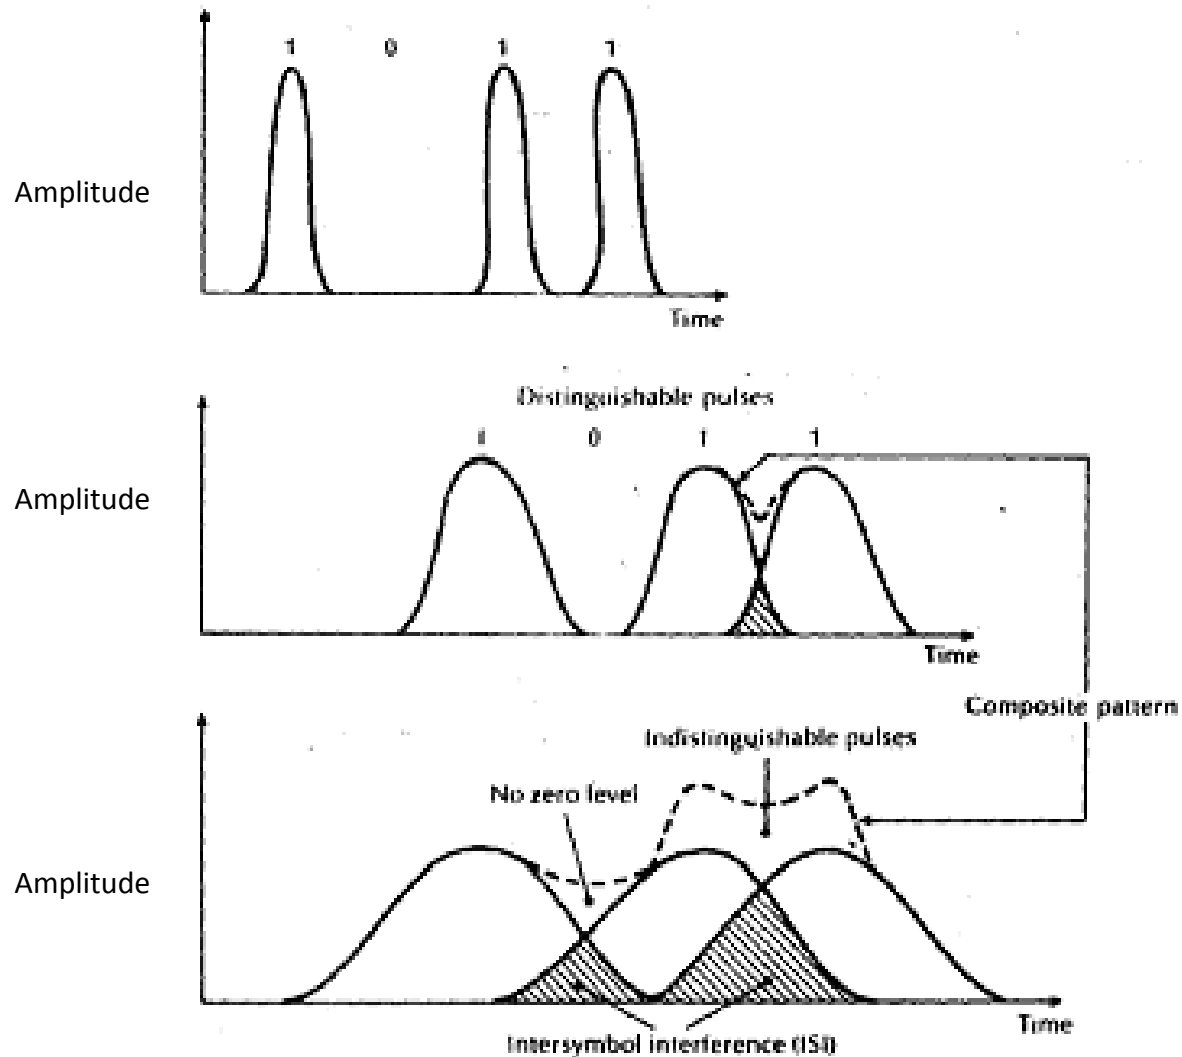 1 0 1 1
Amplitude
Time
Distinguishable pulses
1 0 1 1
Amplitude
Time
Composite pattern
Indistinguishable pulses
No zero level
Amplitude
Time
Intersymbol interference (ISI)